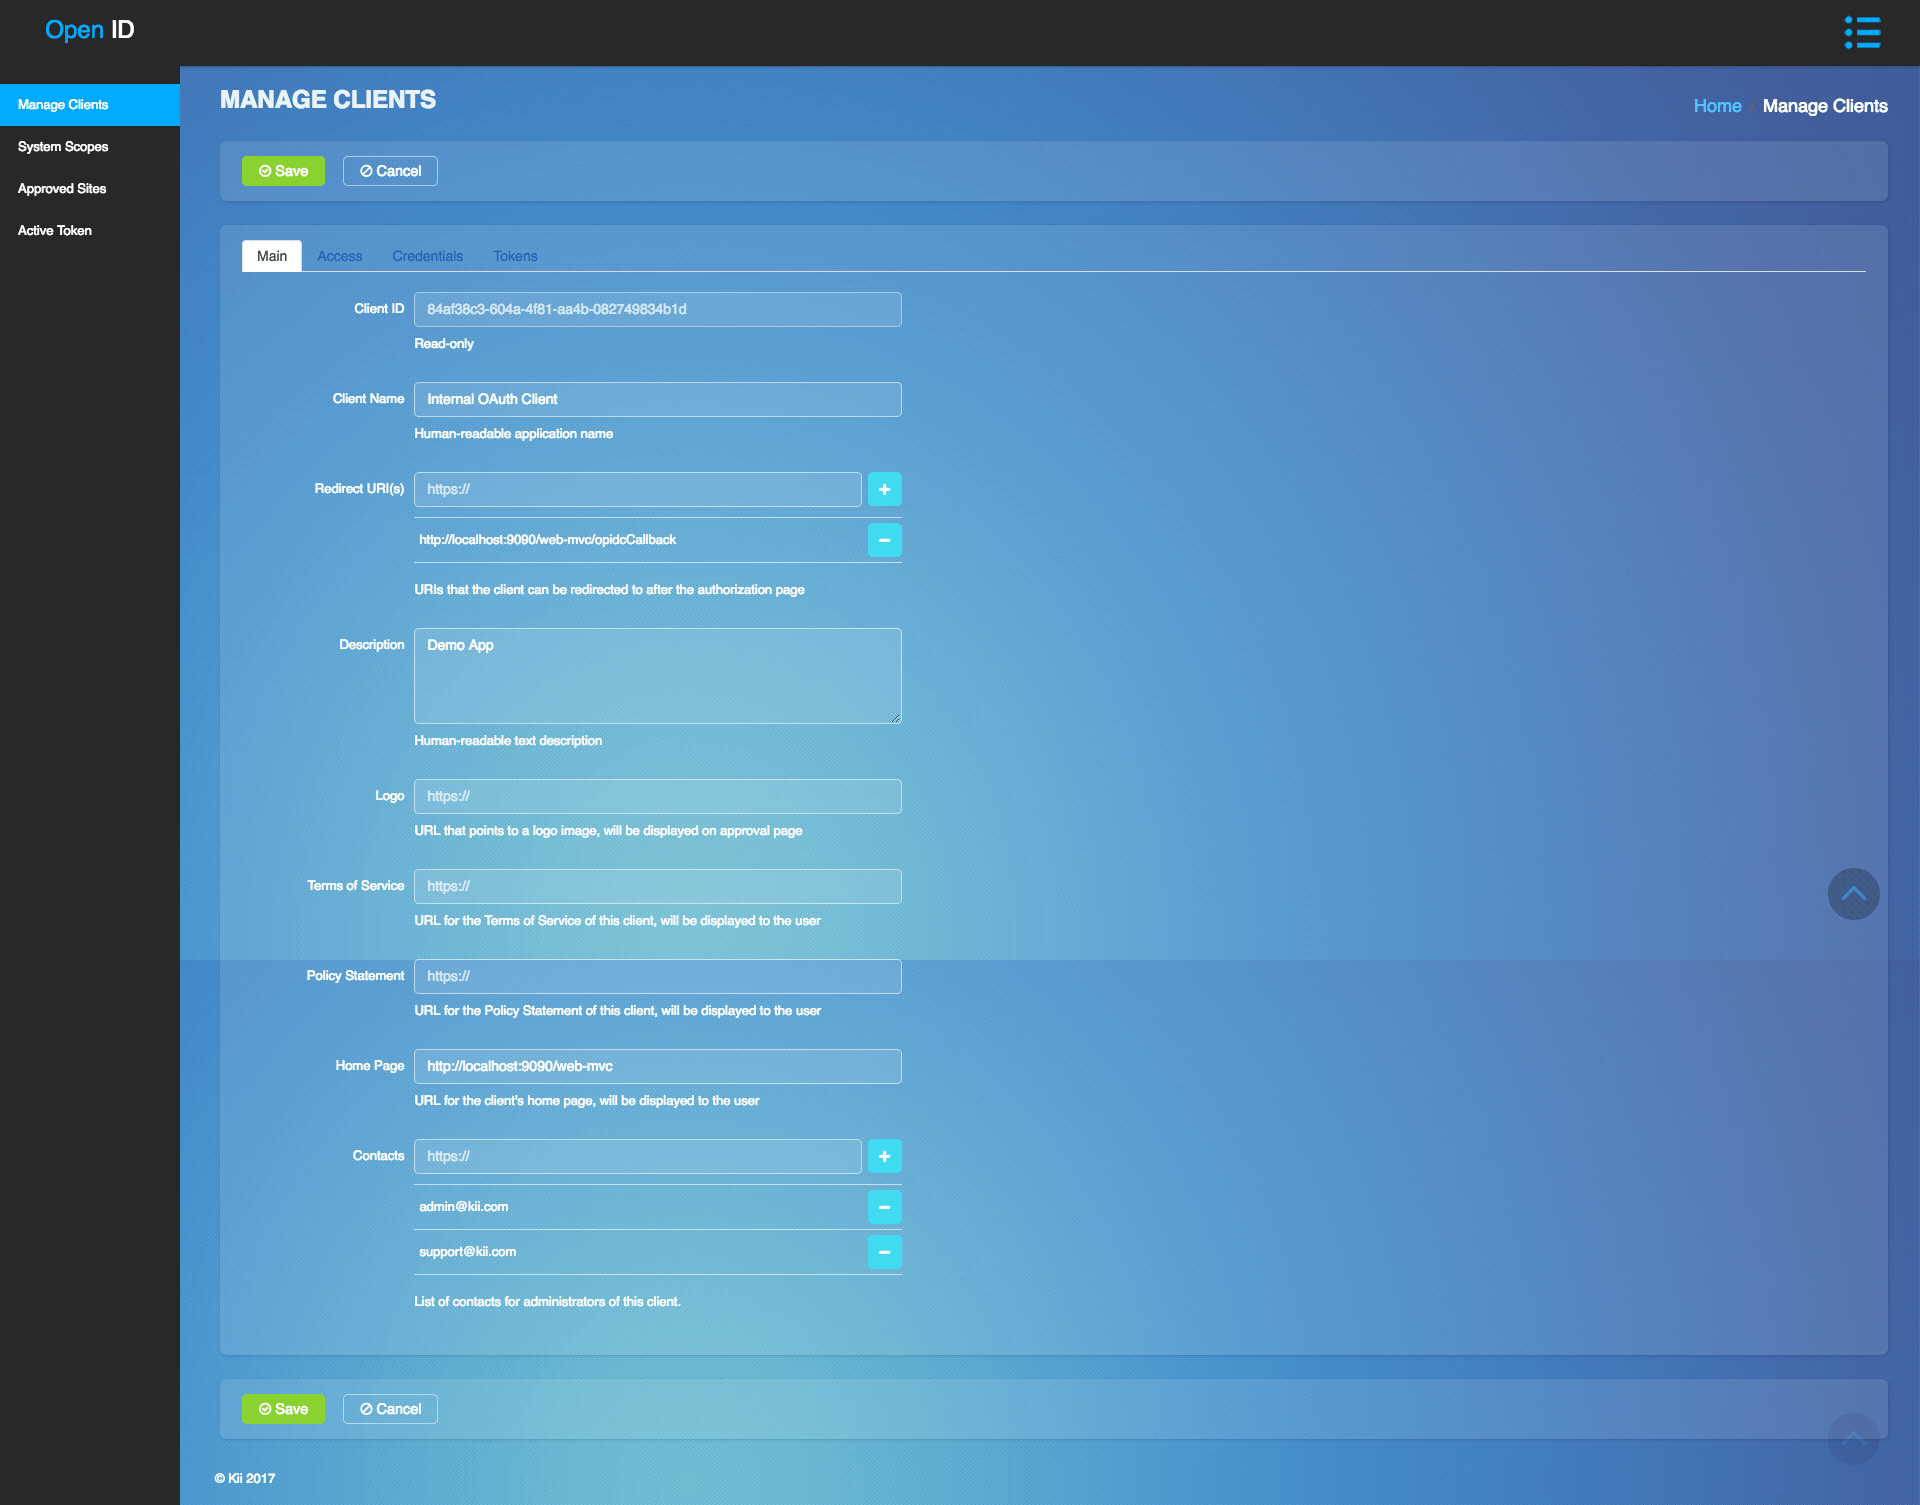 Open ID
Manage Clients
System Scopes
Approved Sites
Active Token
MANAGE CLIENTS
Home / Manage Clients
Save
Cancel
Main
Access
Credentials
Tokens
Client ID
84af38c3-604a-4f81-aa4b-082749834b1d
Read-only
Client Name
Internal OAuth Client
Human-readable application name
Redirect URI(s)
https://
http://localhost:9090/web-mvc/opidcCallback
URIs that the client can be redirected to after the authorization page
Description
Demo App
Human-readable text description
Logo
https://
URL that points to a logo image, will be displayed on approval page
Terms of Service
https://
URL for the Terms of Service of this client, will be displayed to the user
Policy Statement
https://
URL for the Policy Statement of this client, will be displayed to the user
Home Page
http://localhost:9090/web-mvc
URL for the client's home page, will be displayed to the user
Contacts
https://
admin@kii.com
support@kii.com
List of contacts for administrators of this client.
Save
Cancel
© Kii 2017